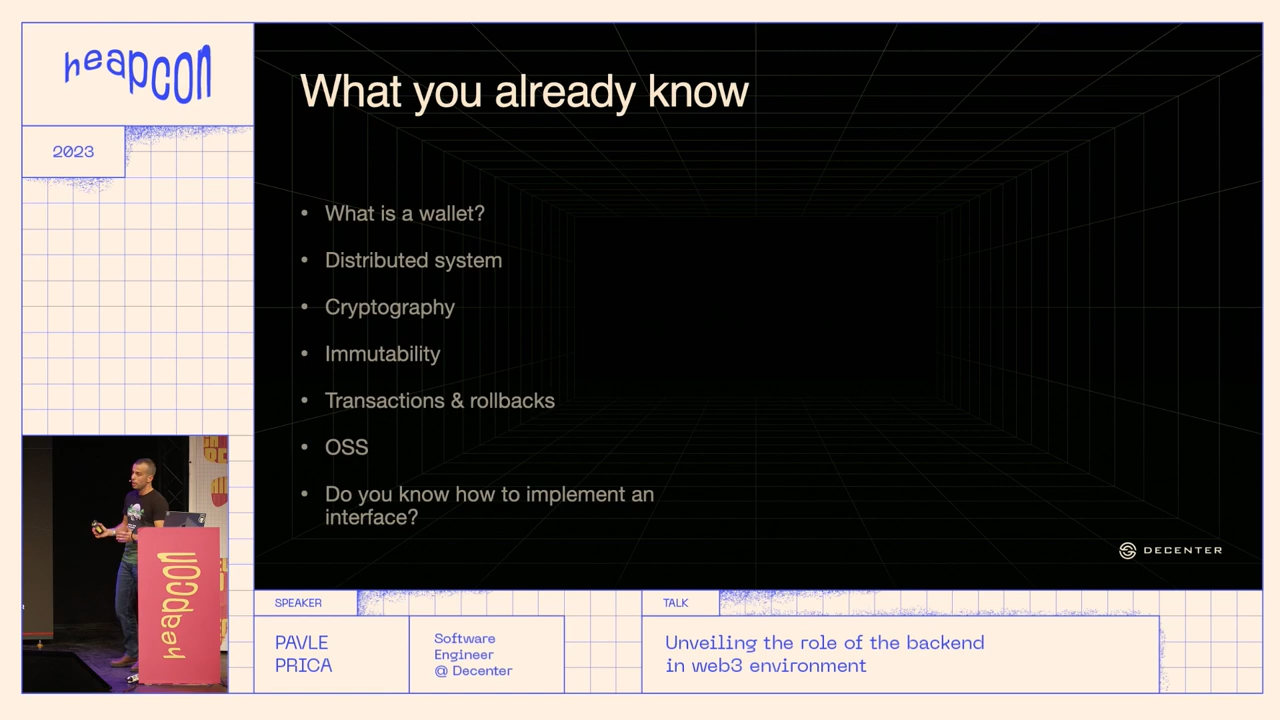 heapcon
2023
What you already know
• What is a wallet?
• Distributed system
• Cryptography
• Immutability
• Transactions & rollbacks
• OSS
• Do you know how to implement an
interface?
DECENTER
heapcon
SPEAKER
PAVLE
PRICA
Software
Engineer
@ Decenter
TALK
Unveiling the role of the backend
in web3 environment